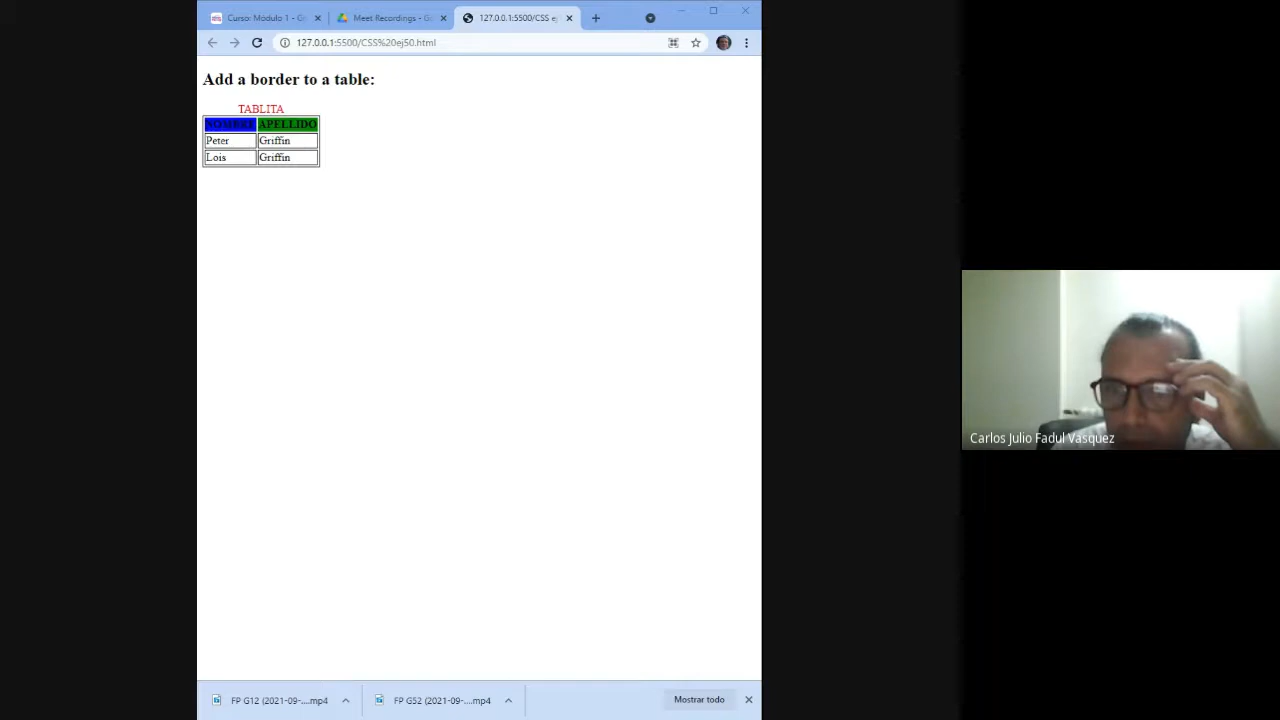 Curso: Módulo 1 - G
Meet Recordings - G
127.0.0.1:5500/CSS ej
127.0.0.1:5500/CSS%20ej50.html
Add a border to a table:
TABLITA
NOMBRE APELLIDO
Peter Griffin
Lois Griffin
Carlos Julio Fadul Vasquez
FP G12 (2021-09-....mp4
FP G52 (2021-09-....mp4
Mostrar todo